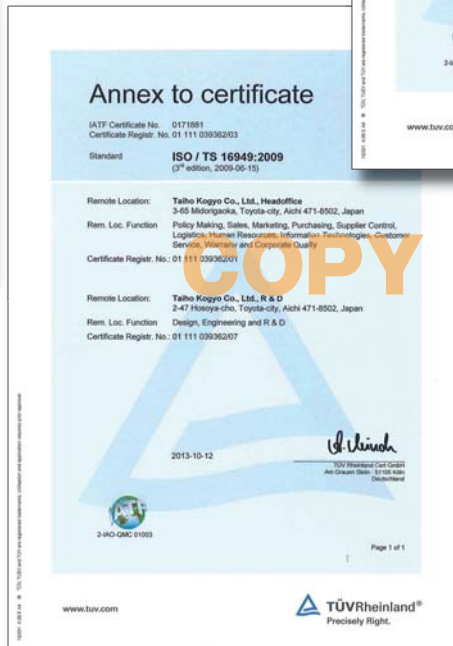 Annex to certificate
IATF Certificate No. 0171881
Certificate Registr. No. 01 111 039362/03
Standard ISO / TS 16949:2009
(3rd edition, 2009-06-15)
Remote Location: Taiho Kogyo Co., Ltd., Headoffice
3-65 Midorigaoka, Toyota-city, Aichi 471-8502, Japan
Rem. Loc. Function Policy Making, Sales, Marketing, Purchasing, Supplier Control,
Logistics, Human Resources, Information Technologies, Customer
Service, Warranty and Corporate Quality
Certificate Registr. No.: 01 111 039362/01
COPY
Remote Location: Taiho Kogyo Co., Ltd., R & D
2-47 Hosoya-cho, Toyota-city, Aichi 471-8502, Japan
Rem. Loc. Function Design, Engineering and R & D
Certificate Registr. No.: 01 111 039362/07
2013-10-12
TÜV Rheinland Cert GmbH
Am Grauen Stein · 51105 Köln
Deutschland
IATF
2-IAO-QMC 01003
Page 1 of 1
www.tuv.com
TÜVRheinland®
Precisely Right.
www.tuv.co